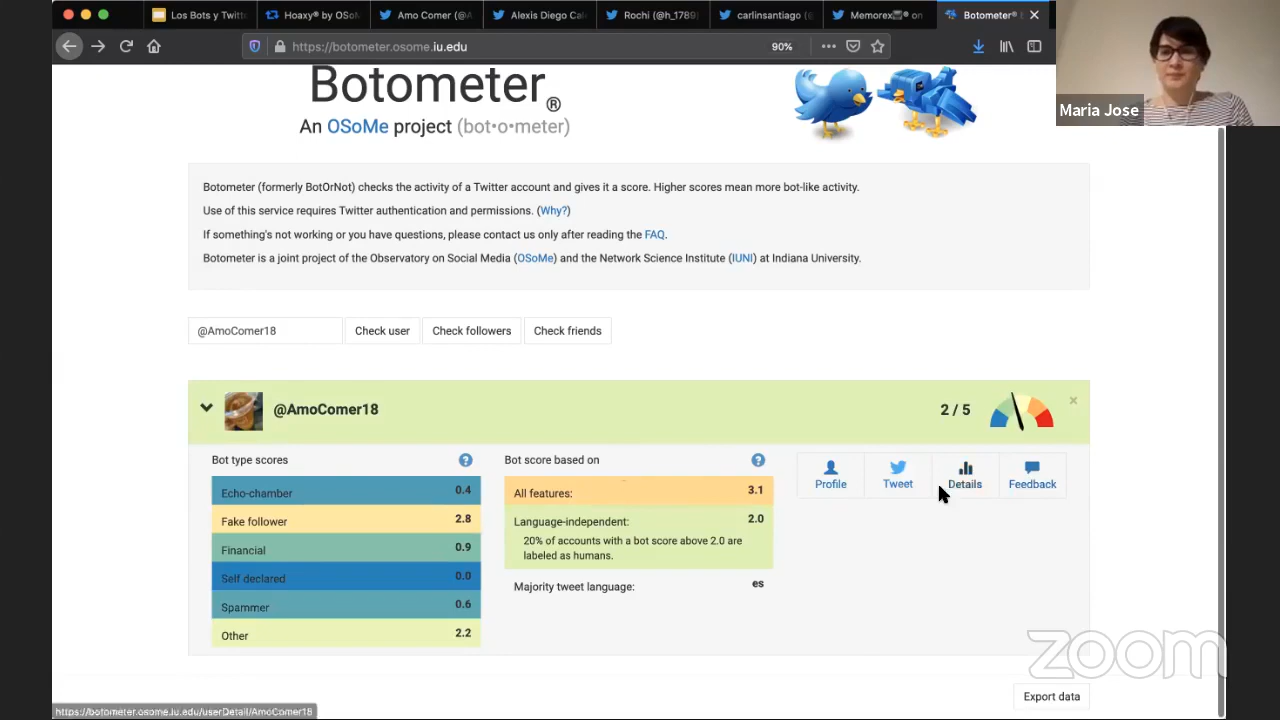 Los Bots y Twitt
Hoaxy® by OSo
Amo Comer (@A
Alexis Diego Ca
Rochi (@h_1789
carlinsantiago (@
Memorex on
Botometer®
https://botometer.osome.iu.edu
90%
Maria Jose
Botometer®
An OSoMe project (bot•o•meter)
Botometer (formerly BotOrNot) checks the activity of a Twitter account and gives it a score. Higher scores mean more bot-like activity.
Use of this service requires Twitter authentication and permissions. (Why?)
If something's not working or you have questions, please contact us only after reading the FAQ.
Botometer is a joint project of the Observatory on Social Media (OSoMe) and the Network Science Institute (IUNI) at Indiana University.
@AmoComer18 Check user Check followers Check friends
@AmoComer18 2 / 5 ×
Bot type scores ?
Echo-chamber 0.4
Fake follower 2.8
Financial 0.9
Self declared 0.0
Spammer 0.6
Other 2.2
Bot score based on ?
All features: 3.1
Language-independent: 2.0
20% of accounts with a bot score above 2.0 are
labeled as humans.
Majority tweet language: es
Profile Tweet Details Feedback
zoom
Export data
https://botometer.osome.iu.edu/userDetail/AmoComer18